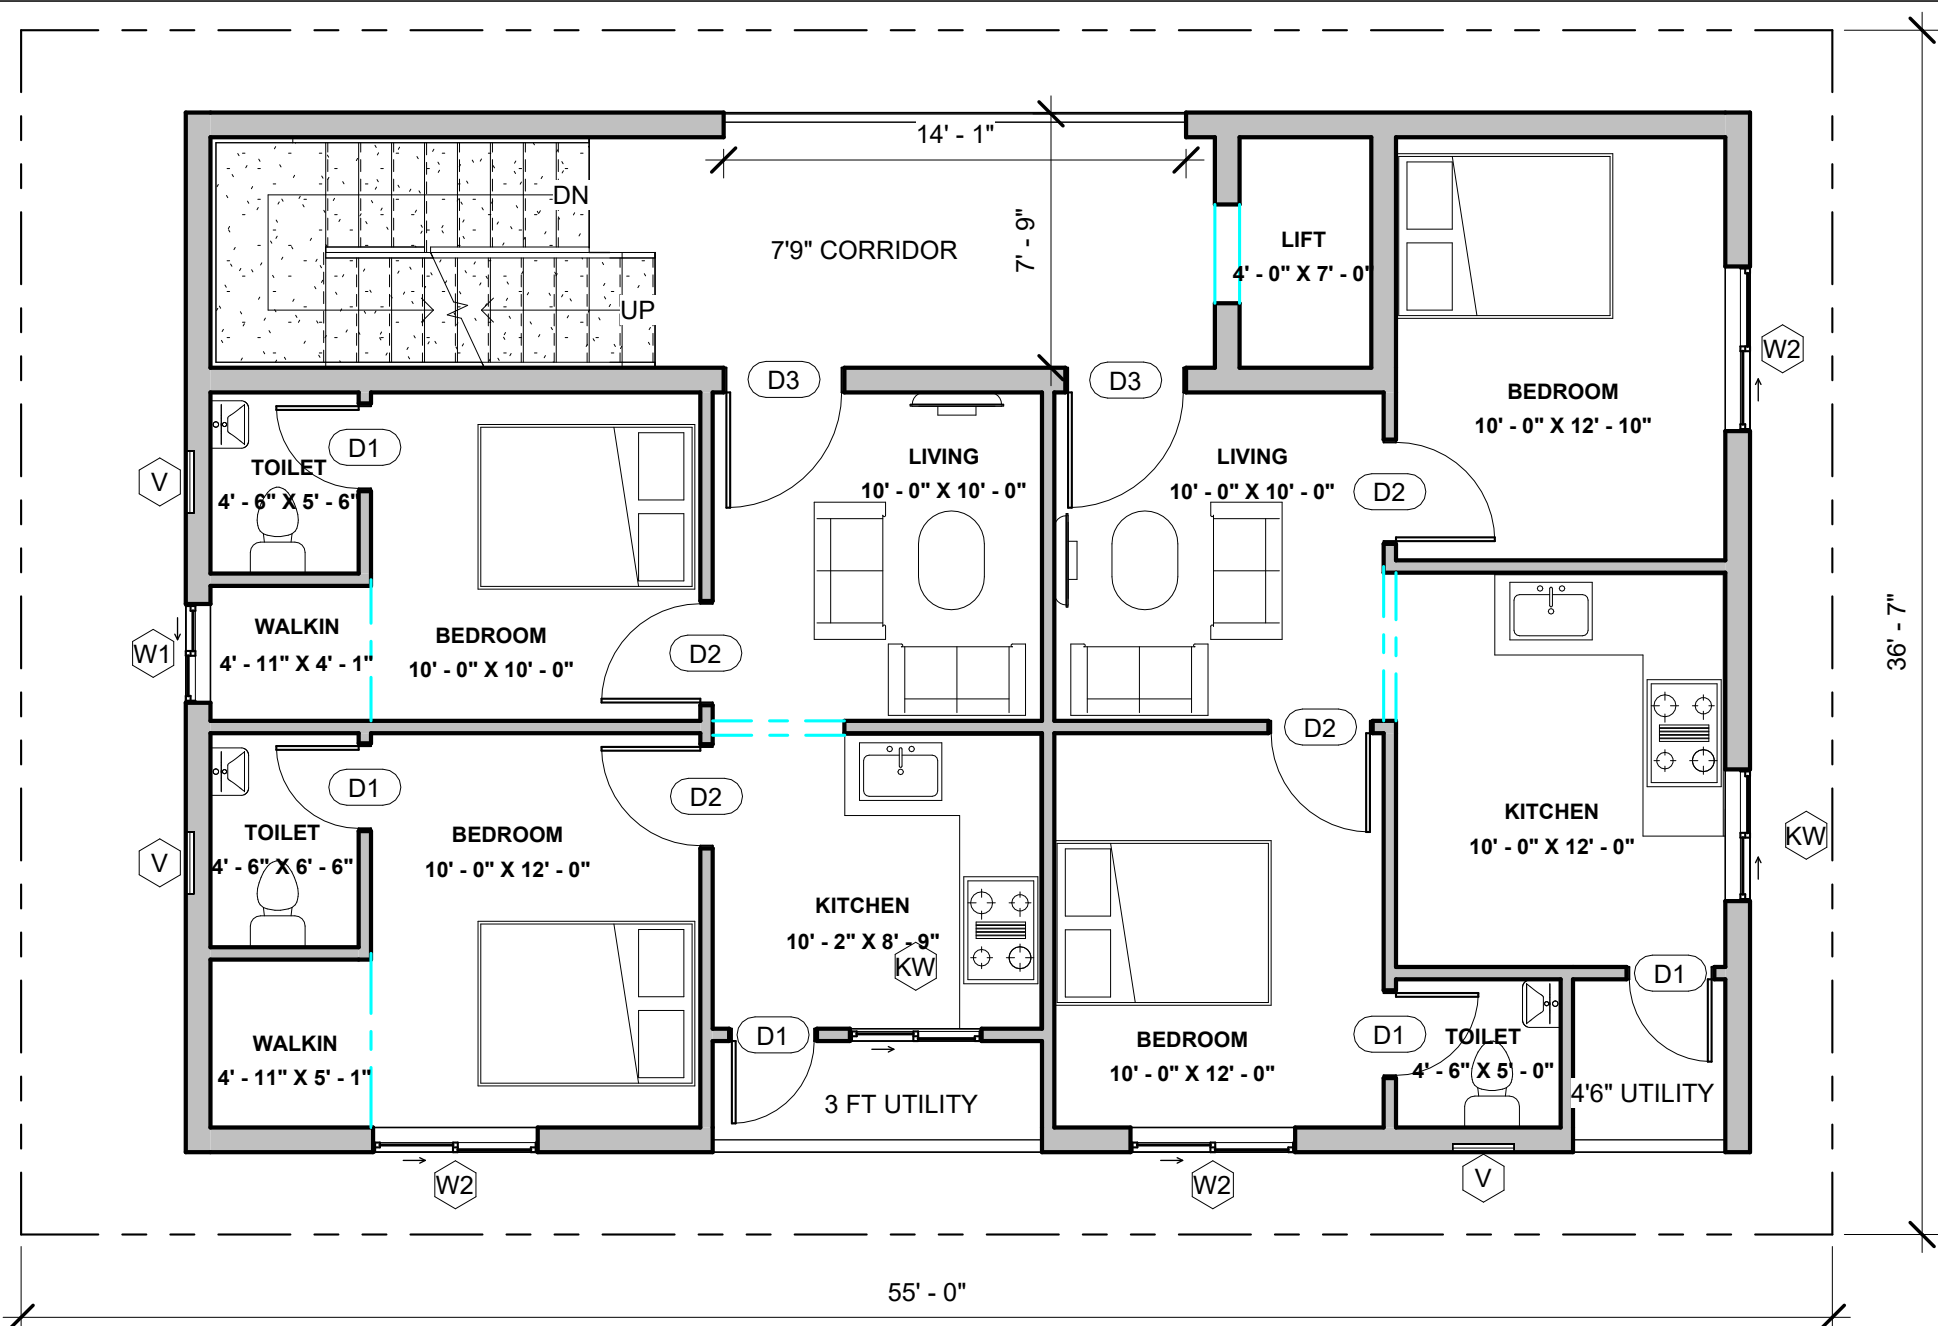 14' - 1"
DN
7'9" CORRIDOR
7' - 9"
LIFT
4' - 0" X 7' - 0"
UP
W2
D3
D3
BEDROOM
10' - 0" X 12' - 10"
D1
TOILET
4' - 6" X 5' - 6"
V
LIVING
10' - 0" X 10' - 0"
LIVING
10' - 0" X 10' - 0"
D2
WALKIN
4' - 11" X 4' - 1"
W1
BEDROOM
10' - 0" X 10' - 0"
D2
36' - 7"
D2
D1
D2
TOILET
4' - 6" X 6' - 6"
V
BEDROOM
10' - 0" X 12' - 0"
KITCHEN
10' - 0" X 12' - 0"
KW
KITCHEN
10' - 2" X 8' - 9"
KW
D1
WALKIN
4' - 11" X 5' - 1"
D1
3 FT UTILITY
BEDROOM
10' - 0" X 12' - 0"
D1
TOILET
4' - 6" X 5' - 0"
4'6" UTILITY
W2
W2
V
55' - 0"